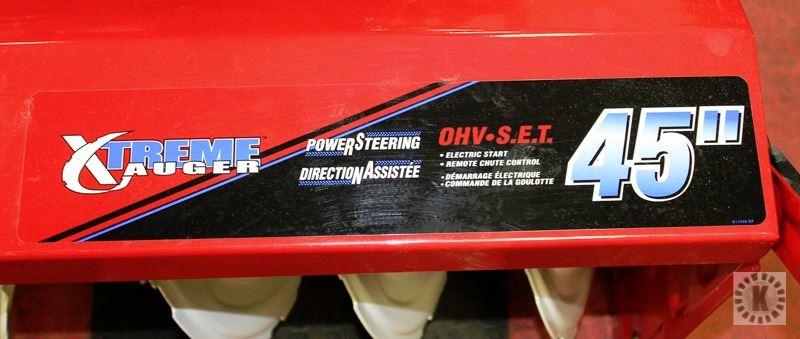 XTREME
AUGER
POWERSTEERING
DIRECTIONASSISTÉE
OHV•S.E.T.
• ELECTRIC START
• REMOTE CHUTE CONTROL
• DÉMARRAGE ÉLECTRIQUE
• COMMANDE DE LA GOULOTTE
45"
K